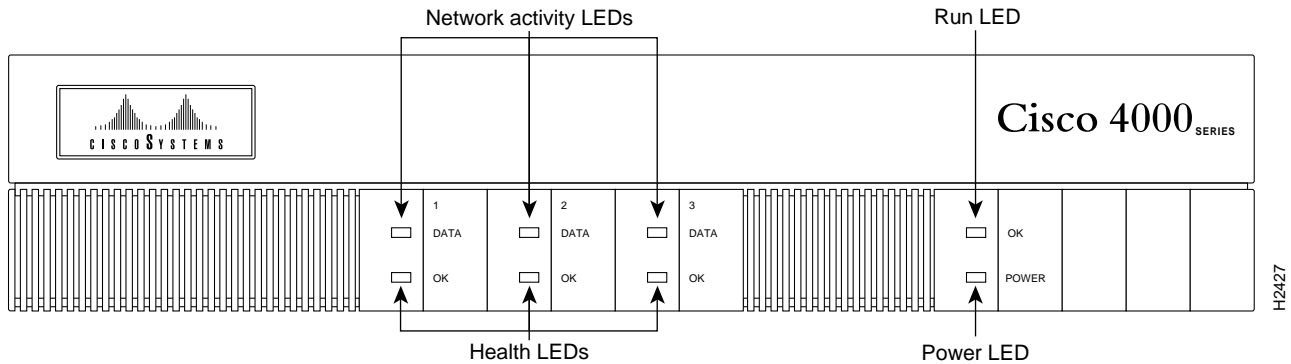 Network activity LEDs Run LED
CISCO SYSTEMS
Cisco 4000 SERIES
1 2 3
DATA DATA DATA OK
OK OK OK POWER
H2427
Health LEDs Power LED